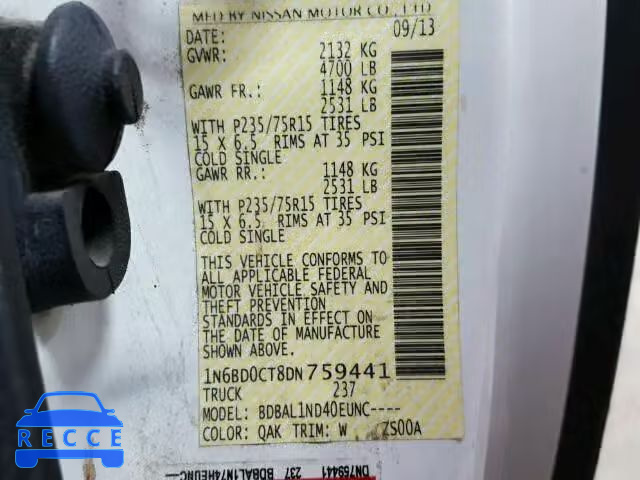 MFD BY NISSAN MOTOR CO., LTD
DATE: 09/13
GVWR: 2132 KG
4700 LB
GAWR FR.: 1148 KG
2531 LB
WITH P235/75R15 TIRES
15 X 6.5 RIMS AT 35 PSI
COLD SINGLE
GAWR RR.: 1148 KG
2531 LB
WITH P235/75R15 TIRES
15 X 6.5 RIMS AT 35 PSI
COLD SINGLE
THIS VEHICLE CONFORMS TO
ALL APPLICABLE FEDERAL
MOTOR VEHICLE SAFETY AND
THEFT PREVENTION
STANDARDS IN EFFECT ON
THE DATE OF MANUFACTURE
SHOWN ABOVE.
1N6BD0CT8DN759441
TRUCK 237
MODEL: BDBAL1ND40EUNC----
COLOR: QAK TRIM: W ZS00A
DN759441 237 BDBAL1N74HEUNC--